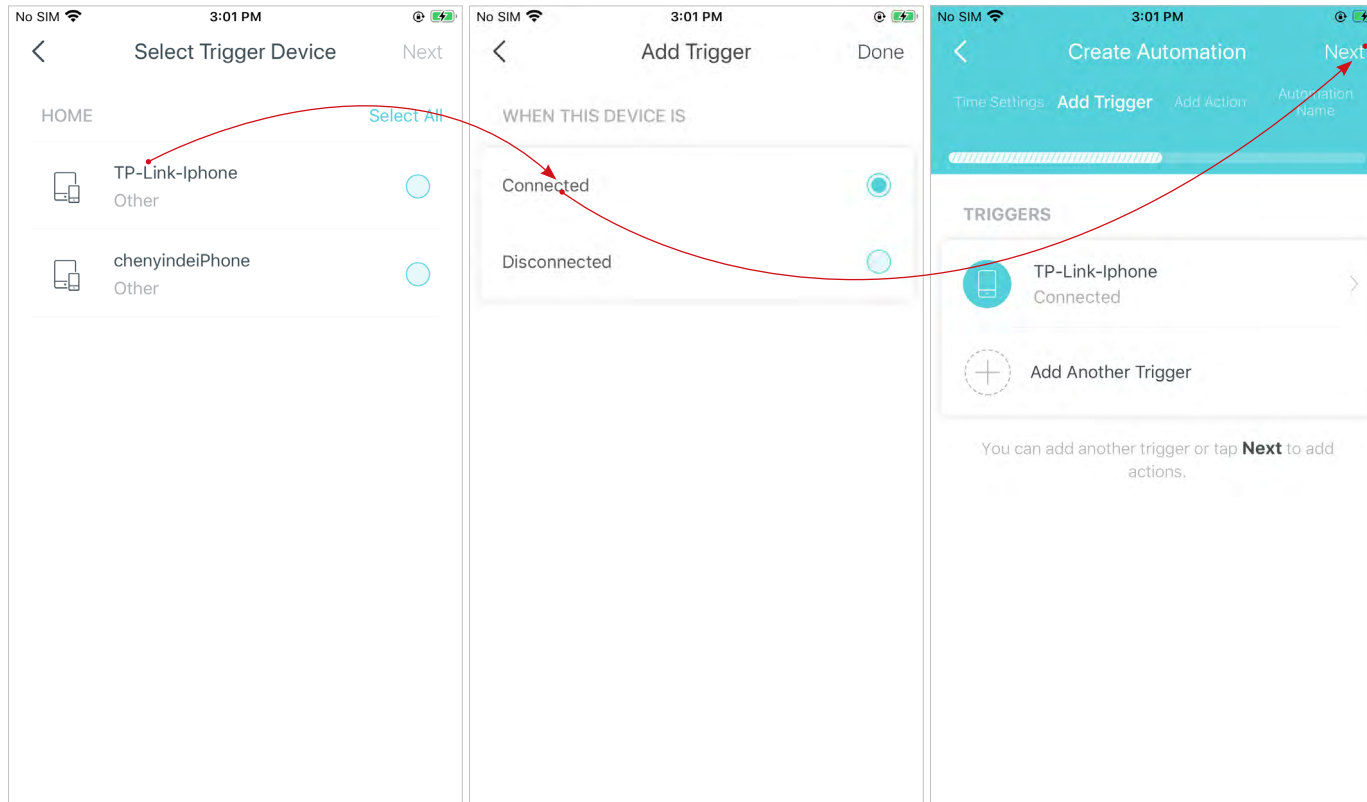 No SIM 3:01 PM
Select Trigger Device Next
HOME Select All
TP-Link-Iphone
Other
chenyindeiPhone
Other
No SIM 3:01 PM
Add Trigger Done
WHEN THIS DEVICE IS
Connected
Disconnected
No SIM 3:01 PM
Create Automation Next
Time Settings Add Trigger Add Action Automation
Name
TRIGGERS
TP-Link-Iphone
Connected
Add Another Trigger
You can add another trigger or tap Next to add
actions.